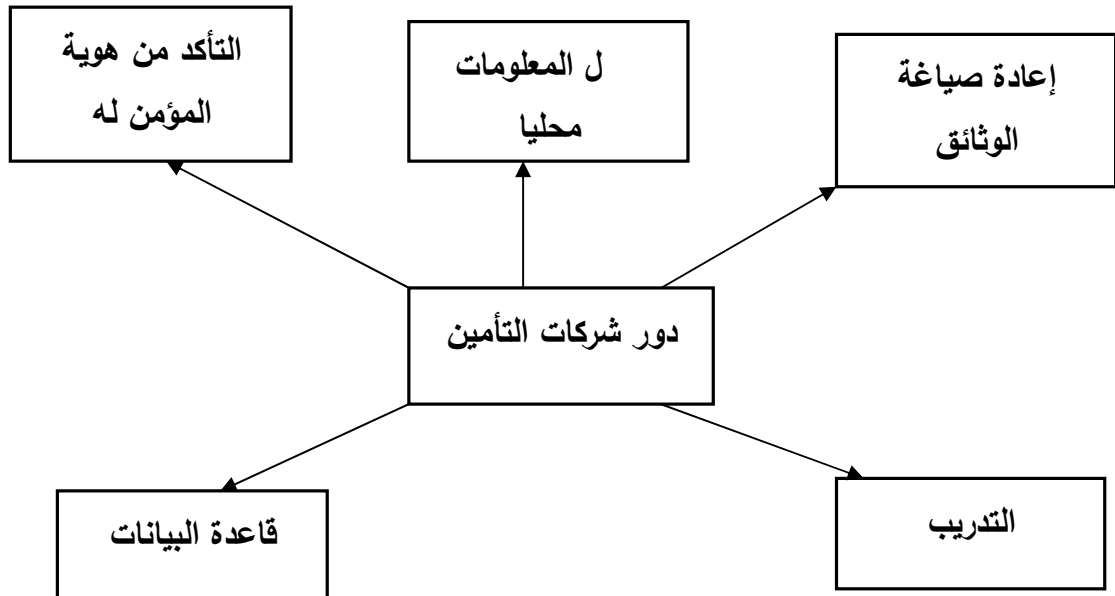 إعادة صياغة
الوثائق
ل المعلومات
محليا
التأكد من هوية
المؤمن له
دور شركات التأمين
التدريب
قاعدة البيانات